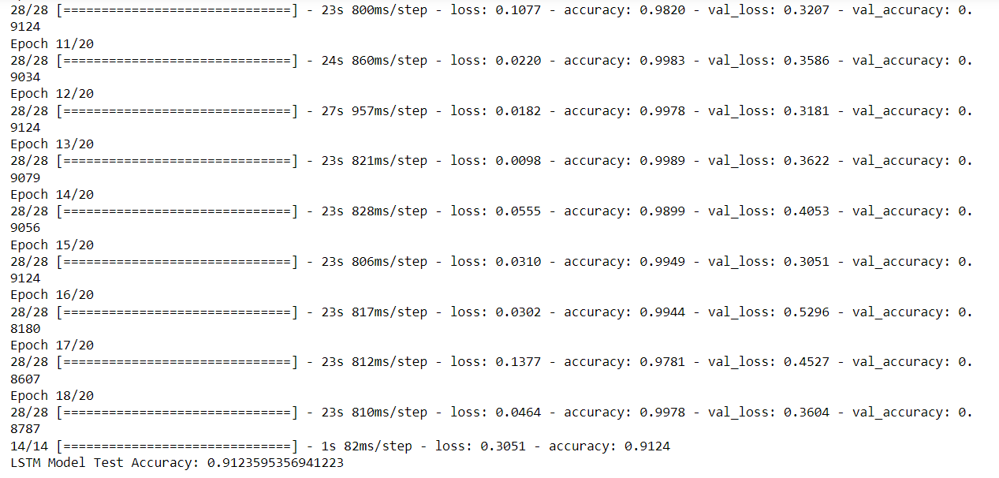 28/28 [==============================] - 23s 800ms/step - loss: 0.1077 - accuracy: 0.9820 - val_loss: 0.3207 - val_accuracy: 0.
9124
Epoch 11/20
28/28 [==============================] - 24s 860ms/step - loss: 0.0220 - accuracy: 0.9983 - val_loss: 0.3586 - val_accuracy: 0.
9034
Epoch 12/20
28/28 [==============================] - 27s 957ms/step - loss: 0.0182 - accuracy: 0.9978 - val_loss: 0.3181 - val_accuracy: 0.
9124
Epoch 13/20
28/28 [==============================] - 23s 821ms/step - loss: 0.0098 - accuracy: 0.9989 - val_loss: 0.3622 - val_accuracy: 0.
9079
Epoch 14/20
28/28 [==============================] - 23s 828ms/step - loss: 0.0555 - accuracy: 0.9899 - val_loss: 0.4053 - val_accuracy: 0.
9056
Epoch 15/20
28/28 [==============================] - 23s 806ms/step - loss: 0.0310 - accuracy: 0.9949 - val_loss: 0.3051 - val_accuracy: 0.
9124
Epoch 16/20
28/28 [==============================] - 23s 817ms/step - loss: 0.0302 - accuracy: 0.9944 - val_loss: 0.5296 - val_accuracy: 0.
8180
Epoch 17/20
28/28 [==============================] - 23s 812ms/step - loss: 0.1377 - accuracy: 0.9781 - val_loss: 0.4527 - val_accuracy: 0.
8607
Epoch 18/20
28/28 [==============================] - 23s 810ms/step - loss: 0.0464 - accuracy: 0.9978 - val_loss: 0.3604 - val_accuracy: 0.
8787
14/14 [==============================] - 1s 82ms/step - loss: 0.3051 - accuracy: 0.9124
LSTM Model Test Accuracy: 0.9123595356941223